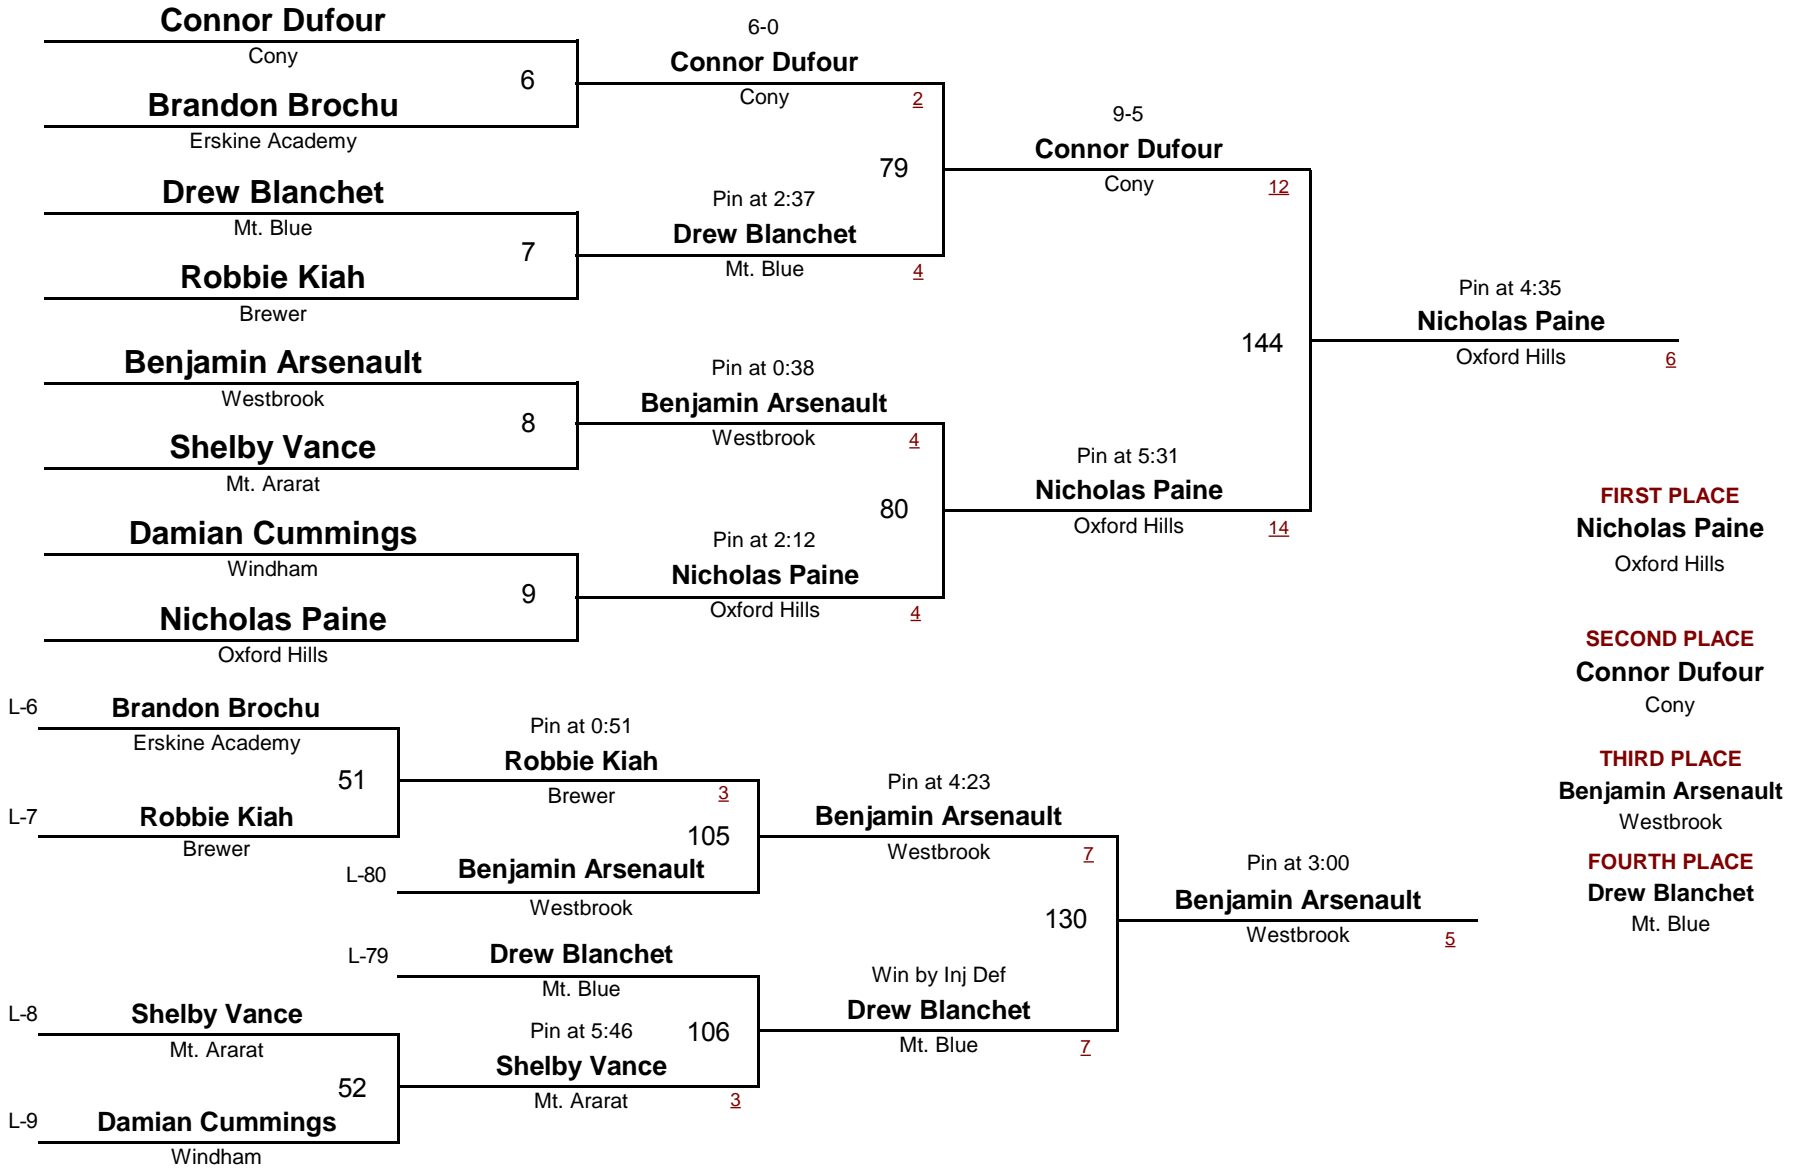 Connor Dufour
Cony
6
Brandon Brochu
Erskine Academy
Drew Blanchet
Mt. Blue
7
Robbie Kiah
Brewer
Benjamin Arsenault
Westbrook
8
Shelby Vance
Mt. Ararat
Damian Cummings
Windham
9
Nicholas Paine
Oxford Hills
6-0
Connor Dufour
Cony
2
79
Pin at 2:37
Drew Blanchet
Mt. Blue
4
Pin at 0:38
Benjamin Arsenault
Westbrook
4
80
Pin at 2:12
Nicholas Paine
Oxford Hills
4
9-5
Connor Dufour
Cony
12
144
Pin at 5:31
Nicholas Paine
Oxford Hills
14
Pin at 4:35
Nicholas Paine
Oxford Hills
6
FIRST PLACE
Nicholas Paine
Oxford Hills
SECOND PLACE
Connor Dufour
Cony
THIRD PLACE
Benjamin Arsenault
Westbrook
FOURTH PLACE
Drew Blanchet
Mt. Blue
L-6
Brandon Brochu
Erskine Academy
51
L-7
Robbie Kiah
Brewer
Pin at 0:51
Robbie Kiah
Brewer
3
105
L-80
Benjamin Arsenault
Westbrook
L-79
Drew Blanchet
Mt. Blue
106
L-8
Shelby Vance
Mt. Ararat
52
L-9
Damian Cummings
Windham
Pin at 5:46
Shelby Vance
Mt. Ararat
3
Pin at 4:23
Benjamin Arsenault
Westbrook
7
130
Win by Inj Def
Drew Blanchet
Mt. Blue
7
Pin at 3:00
Benjamin Arsenault
Westbrook
5